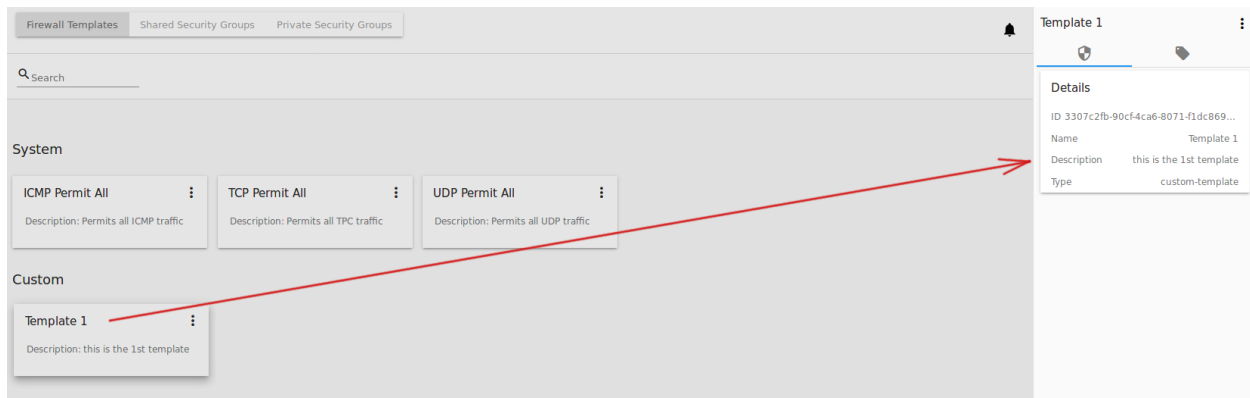 Firewall Templates Shared Security Groups Private Security Groups
Search
System
ICMP Permit All
Description: Permits all ICMP traffic
TCP Permit All
Description: Permits all TPC traffic
UDP Permit All
Description: Permits all UDP traffic
Custom
Template 1
Description: this is the 1st template
Template 1
Details
ID 3307c2fb-90cf-4ca6-8071-f1dc869...
Name Template 1
Description this is the 1st template
Type custom-template